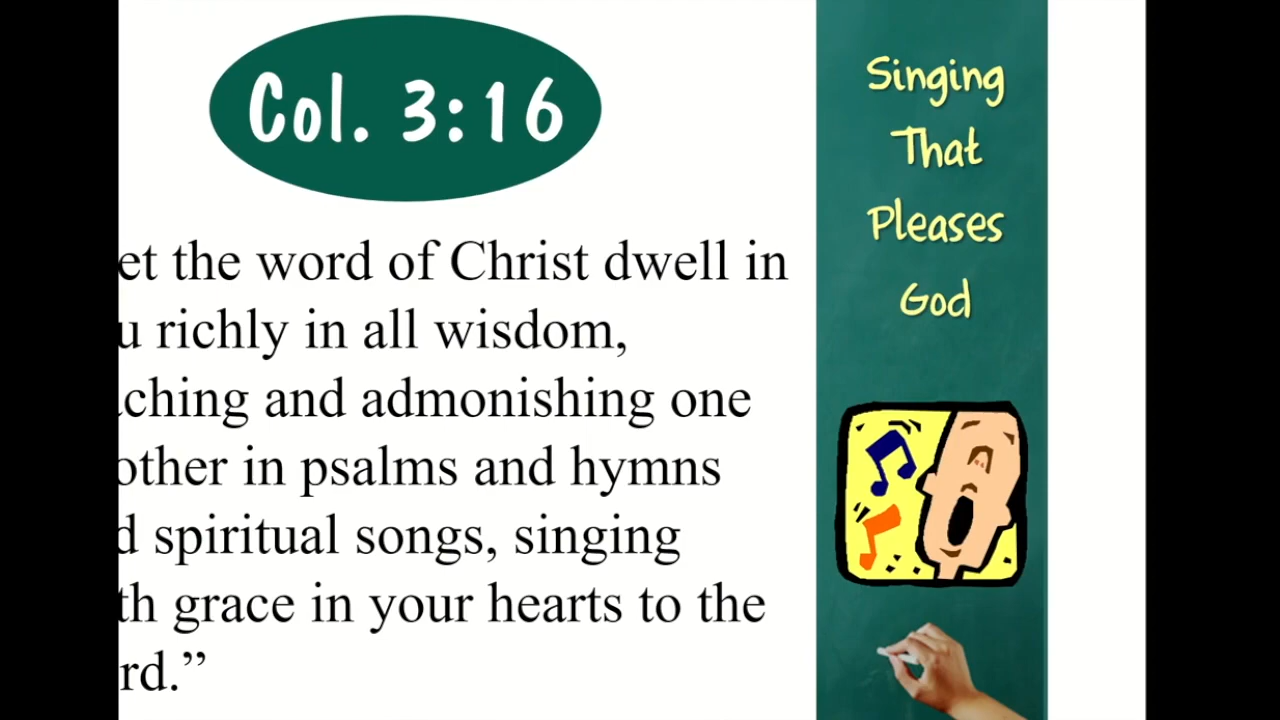 Col. 3:16
et the word of Christ dwell in
u richly in all wisdom,
ching and admonishing one
other in psalms and hymns
d spiritual songs, singing
th grace in your hearts to the
rd.”
Singing
That
Pleases
God